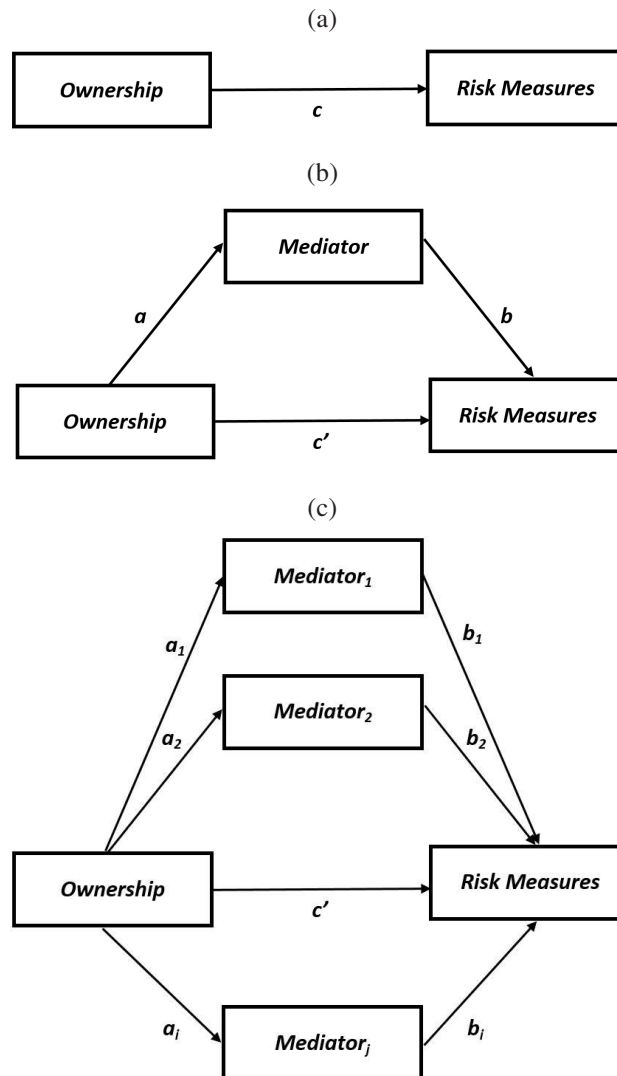 (a)
Ownership
Risk Measures
c
(b)
Mediator
a
b
Ownership
Risk Measures
c'
(c)
Mediator₁
a₁
b₁
Mediator₂
a₂
b₂
Ownership
Risk Measures
c'
aᵢ
Mediatorⱼ
bᵢ